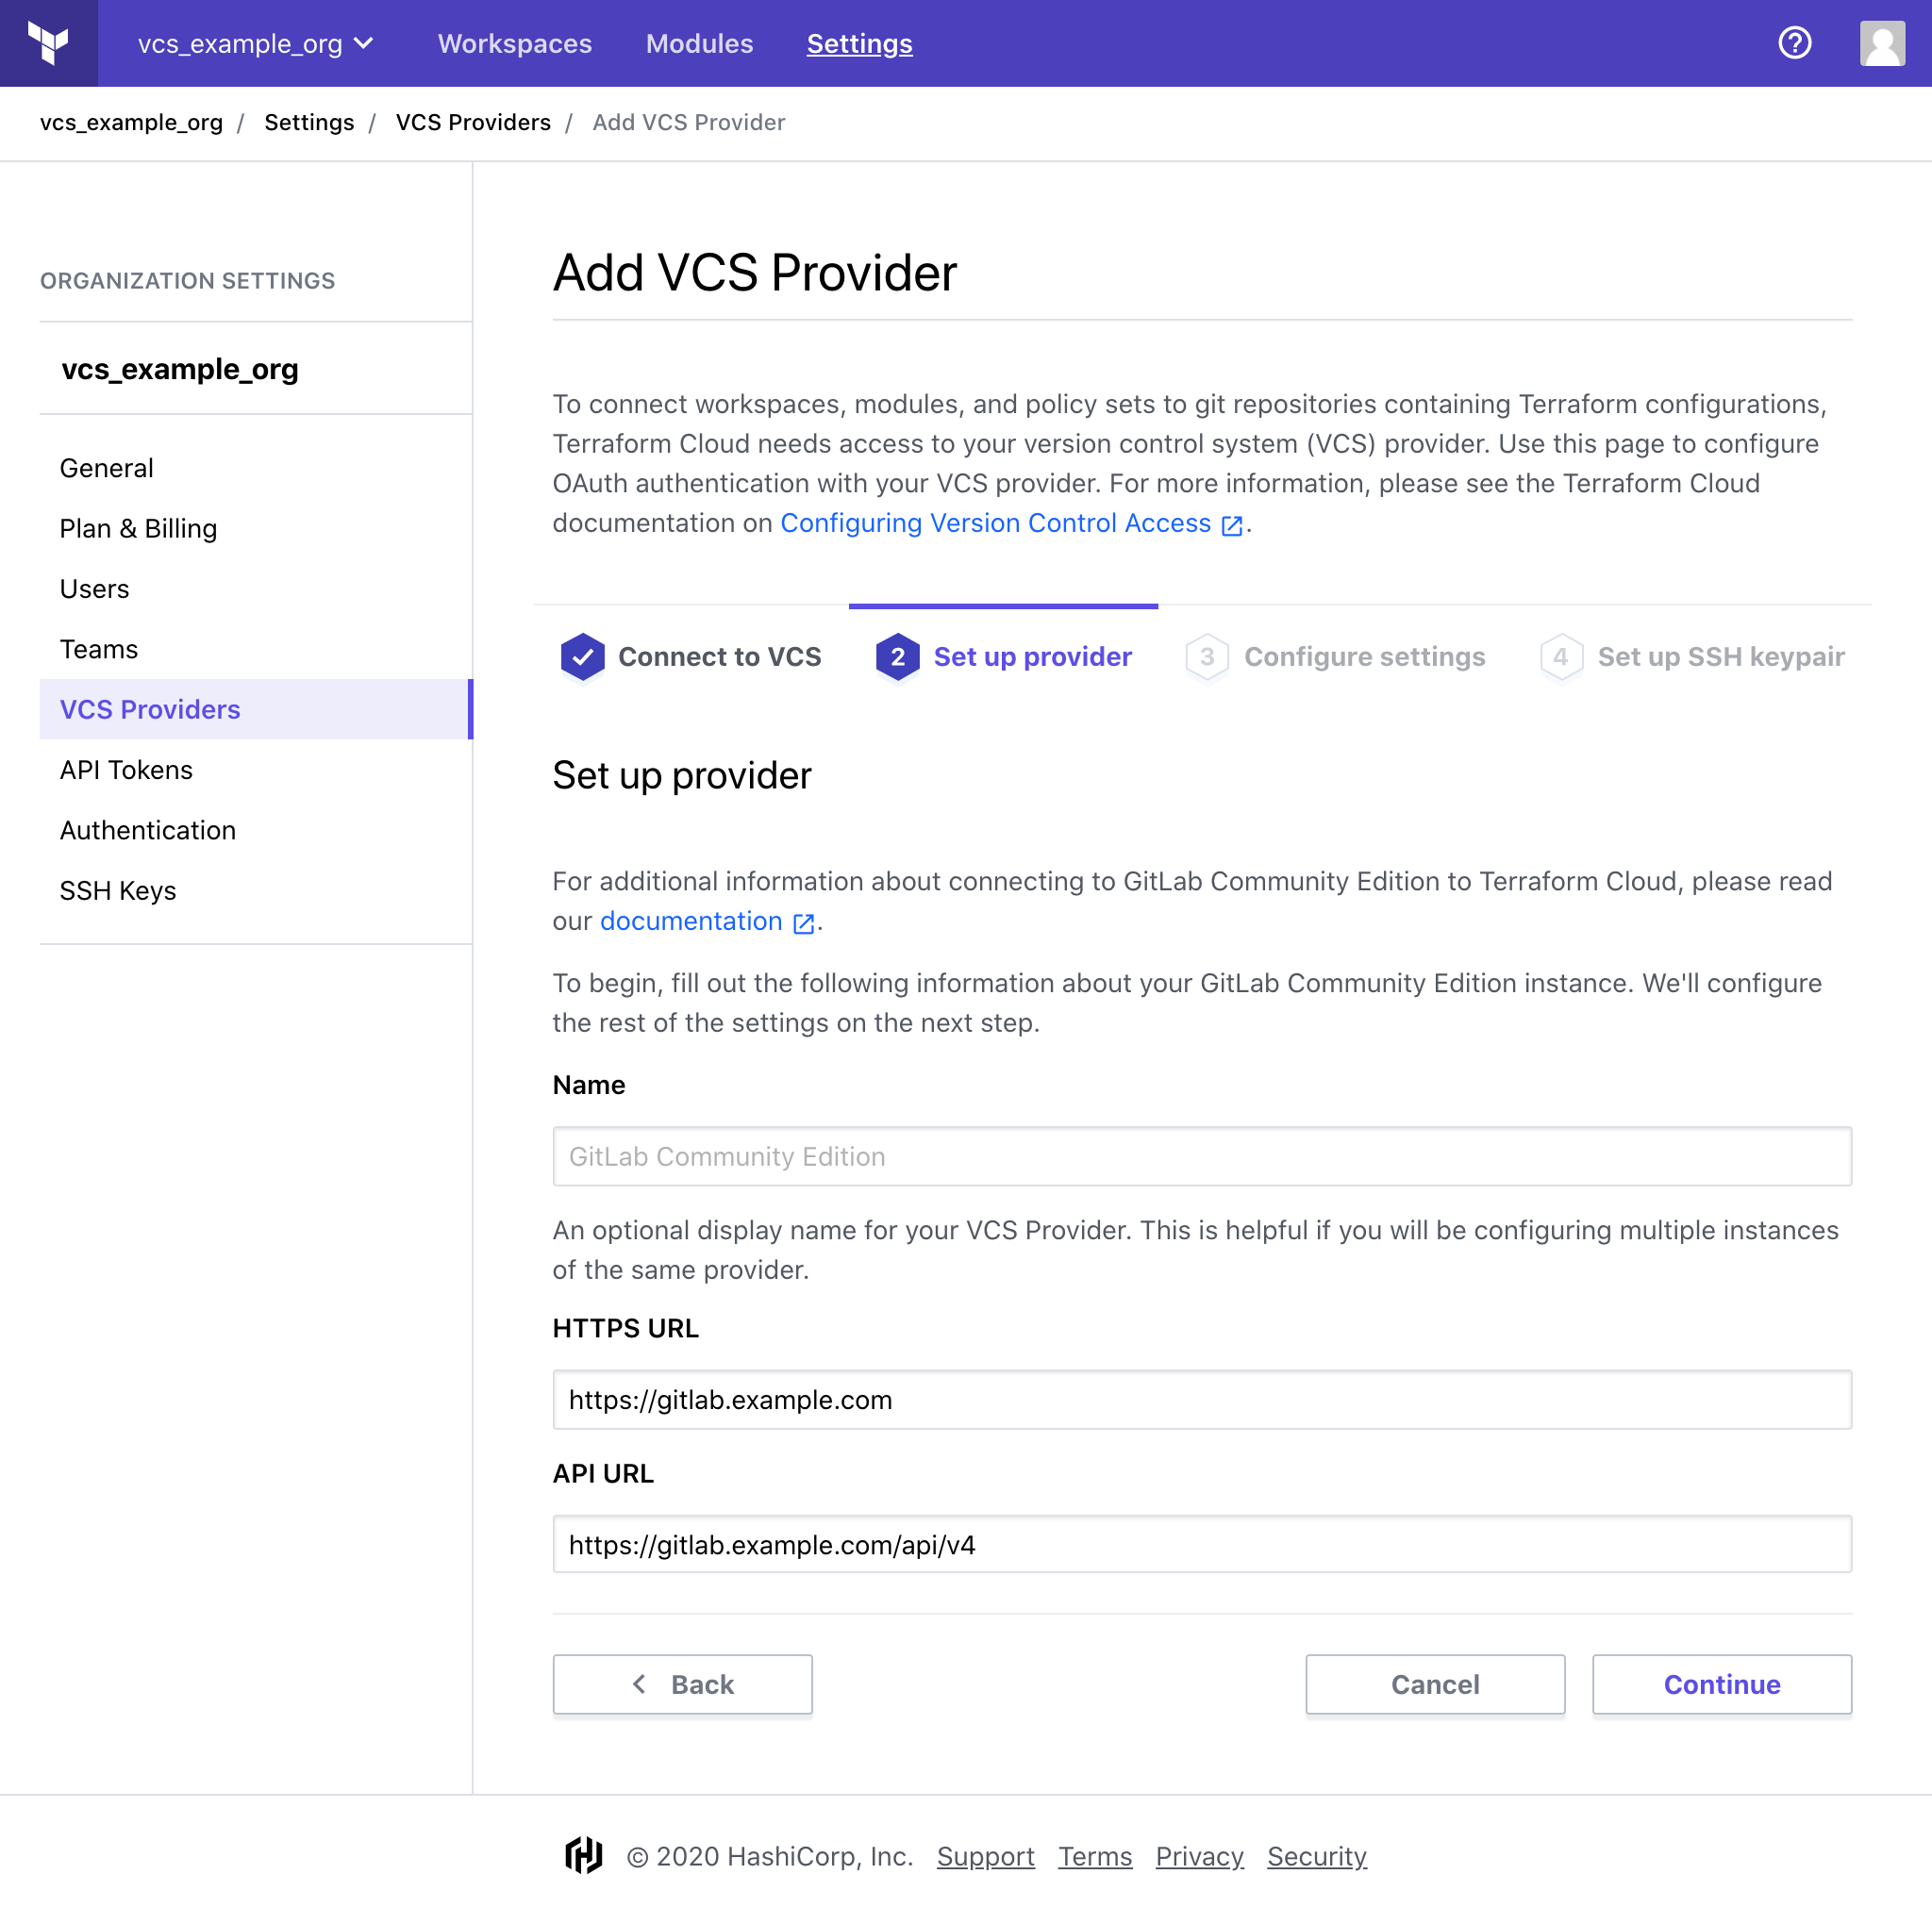 vcs_example_org Workspaces Modules Settings
vcs_example_org / Settings / VCS Providers / Add VCS Provider
ORGANIZATION SETTINGS
vcs_example_org
General
Plan & Billing
Users
Teams
VCS Providers
API Tokens
Authentication
SSH Keys
Add VCS Provider
To connect workspaces, modules, and policy sets to git repositories containing Terraform configurations,
Terraform Cloud needs access to your version control system (VCS) provider. Use this page to configure
OAuth authentication with your VCS provider. For more information, please see the Terraform Cloud
documentation on Configuring Version Control Access .
Connect to VCS 2 Set up provider 3 Configure settings 4 Set up SSH keypair
Set up provider
For additional information about connecting to GitLab Community Edition to Terraform Cloud, please read
our documentation .
To begin, fill out the following information about your GitLab Community Edition instance. We'll configure
the rest of the settings on the next step.
Name
GitLab Community Edition
An optional display name for your VCS Provider. This is helpful if you will be configuring multiple instances
of the same provider.
HTTPS URL
https://gitlab.example.com
API URL
https://gitlab.example.com/api/v4
Back Cancel Continue
© 2020 HashiCorp, Inc. Support Terms Privacy Security